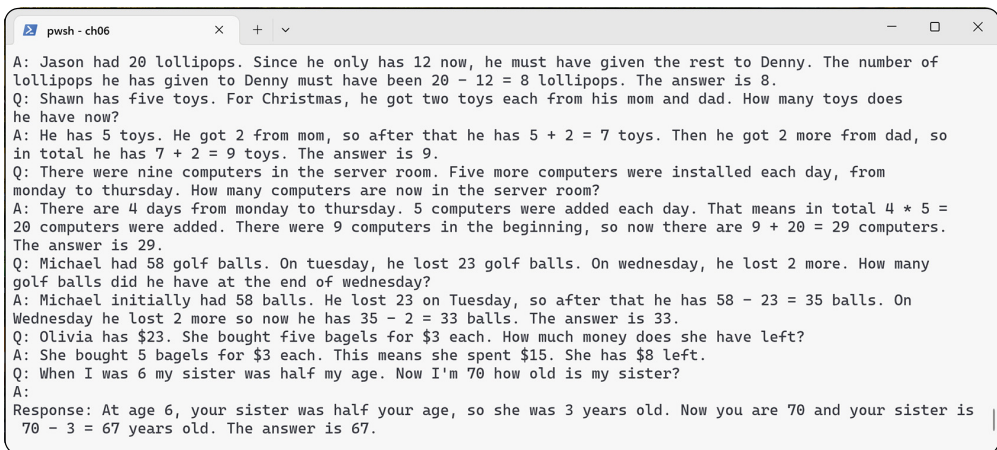 pwsh - ch06
A: Jason had 20 lollipops. Since he only has 12 now, he must have given the rest to Denny. The number of
lollipops he has given to Denny must have been 20 - 12 = 8 lollipops. The answer is 8.
Q: Shawn has five toys. For Christmas, he got two toys each from his mom and dad. How many toys does
he have now?
A: He has 5 toys. He got 2 from mom, so after that he has 5 + 2 = 7 toys. Then he got 2 more from dad, so
in total he has 7 + 2 = 9 toys. The answer is 9.
Q: There were nine computers in the server room. Five more computers were installed each day, from
monday to thursday. How many computers are now in the server room?
A: There are 4 days from monday to thursday. 5 computers were added each day. That means in total 4 * 5 =
20 computers were added. There were 9 computers in the beginning, so now there are 9 + 20 = 29 computers.
The answer is 29.
Q: Michael had 58 golf balls. On tuesday, he lost 23 golf balls. On wednesday, he lost 2 more. How many
golf balls did he have at the end of wednesday?
A: Michael initially had 58 balls. He lost 23 on Tuesday, so after that he has 58 - 23 = 35 balls. On
Wednesday he lost 2 more so now he has 35 - 2 = 33 balls. The answer is 33.
Q: Olivia has $23. She bought five bagels for $3 each. How much money does she have left?
A: She bought 5 bagels for $3 each. This means she spent $15. She has $8 left.
Q: When I was 6 my sister was half my age. Now I'm 70 how old is my sister?
A:
Response: At age 6, your sister was half your age, so she was 3 years old. Now you are 70 and your sister is
70 - 3 = 67 years old. The answer is 67.